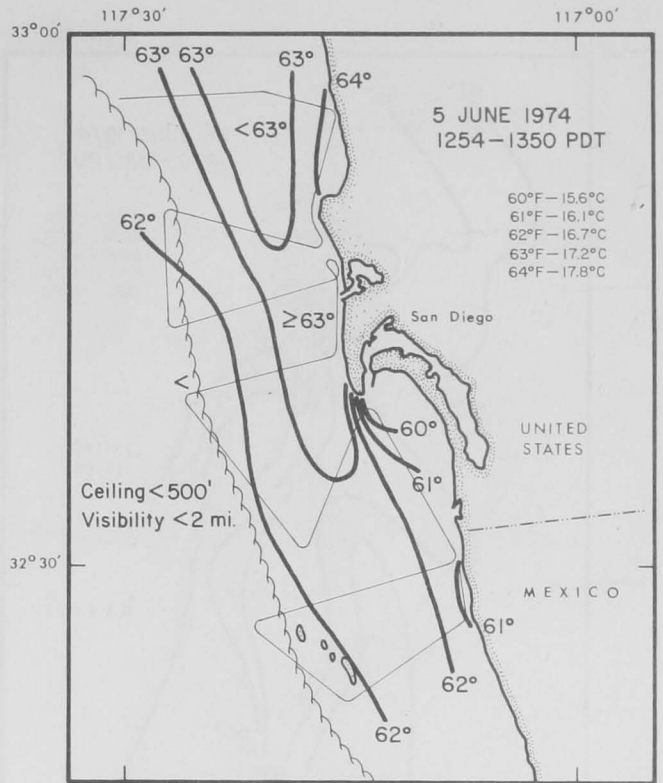 117°30' 117°00'
33°00'
63° 63° 63° 64°
<63°
5 JUNE 1974
1254–1350 PDT
60°F–15.6°C
61°F–16.1°C
62°F–16.7°C
63°F–17.2°C
64°F–17.8°C
62°
≥63°
San Diego
<
60°
UNITED
STATES
61°
Ceiling<500'
Visibility <2 mi.
32°30'
MEXICO
61°
62°
62°